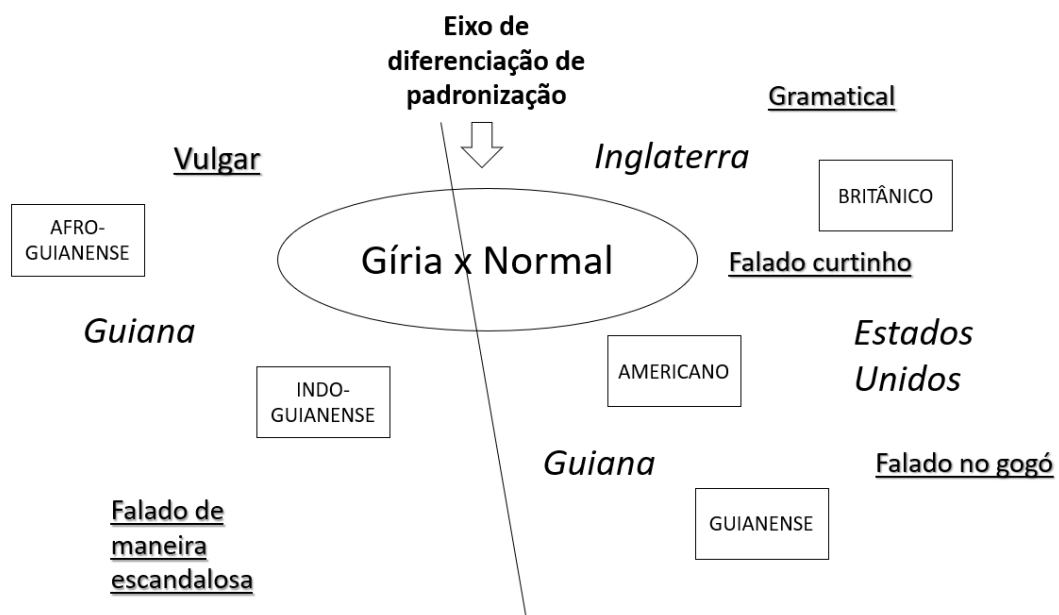 Eixo de
diferenciação de
padronização
Gramatical
Vulgar
Inglaterra
BRITÂNICO
AFRO-
GUIANENSE
Gíria x Normal
Falado curtinho
Guiana
Estados
Unidos
AMERICANO
INDO-
GUIANENSE
Guiana
Falado no gogó
GUIANENSE
Falado de
maneira
escandalosa